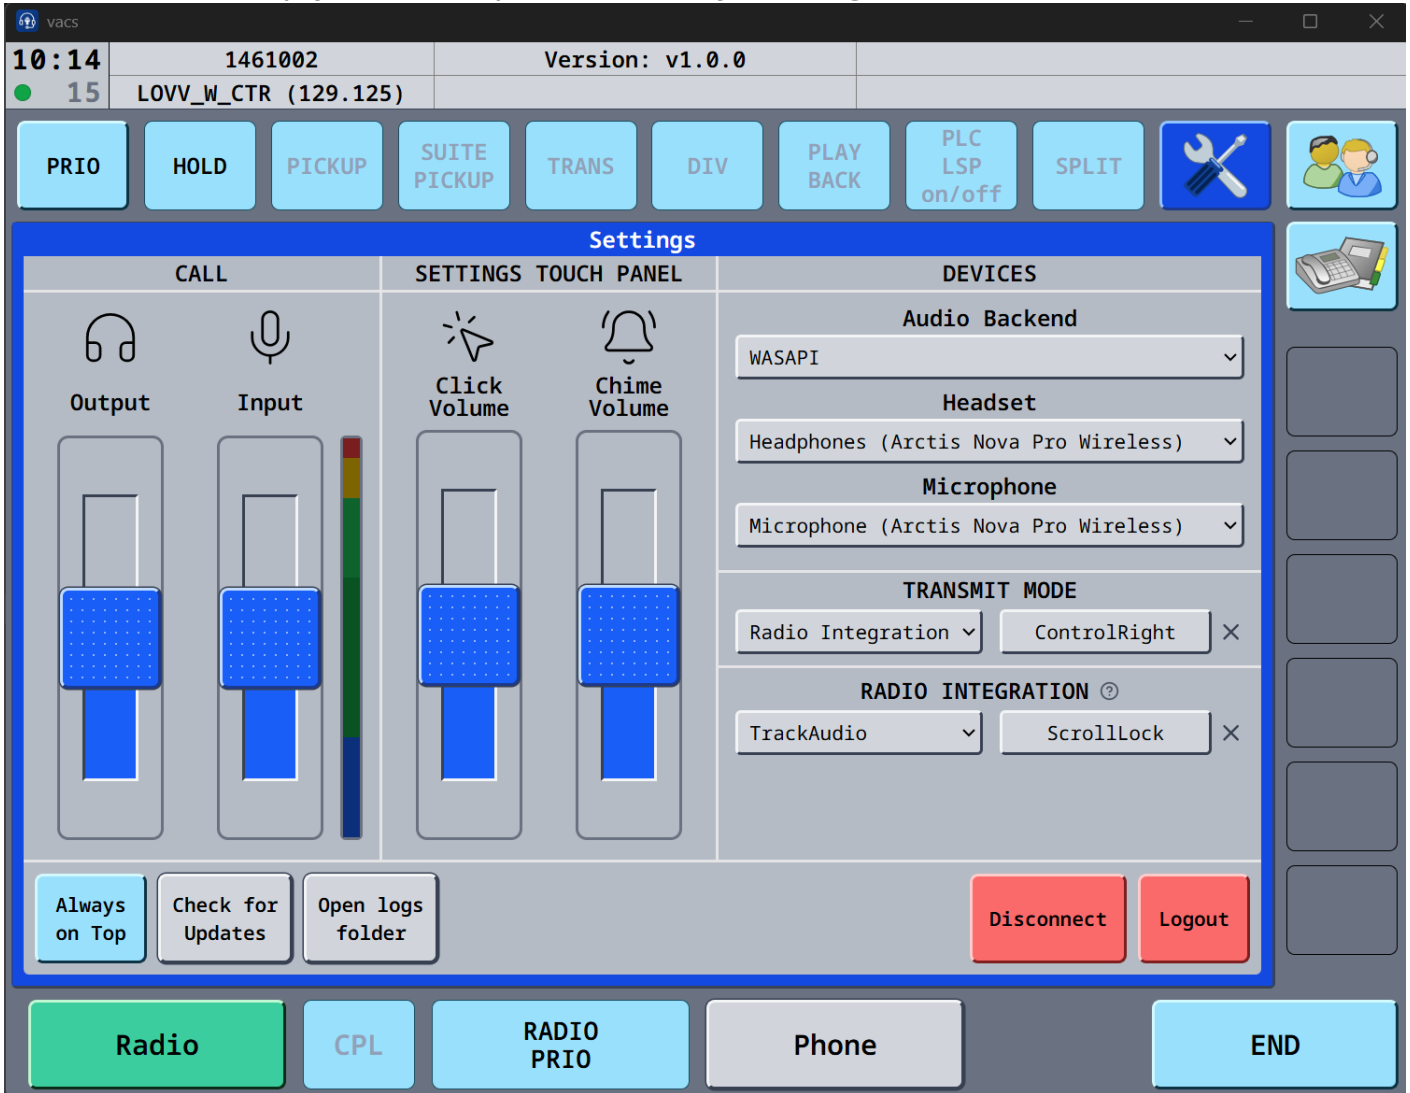 vacs
10:14
1461002
Version: v1.0.0
15
LOVV_W_CTR (129.125)
PRIO
HOLD
PICKUP
SUITE
PICKUP
TRANS
DIV
PLAY
BACK
PLC
LSP
on/off
SPLIT
Settings
CALL
SETTINGS TOUCH PANEL
DEVICES
Output
Input
Click
Volume
Chime
Volume
Audio Backend
WASAPI
Headset
Headphones (Arctis Nova Pro Wireless)
Microphone
Microphone (Arctis Nova Pro Wireless)
TRANSMIT MODE
Radio Integration
ControlRight
RADIO INTEGRATION
TrackAudio
ScrollLock
Always
on Top
Check for
Updates
Open logs
folder
Disconnect
Logout
Radio
CPL
RADIO
PRIO
Phone
END